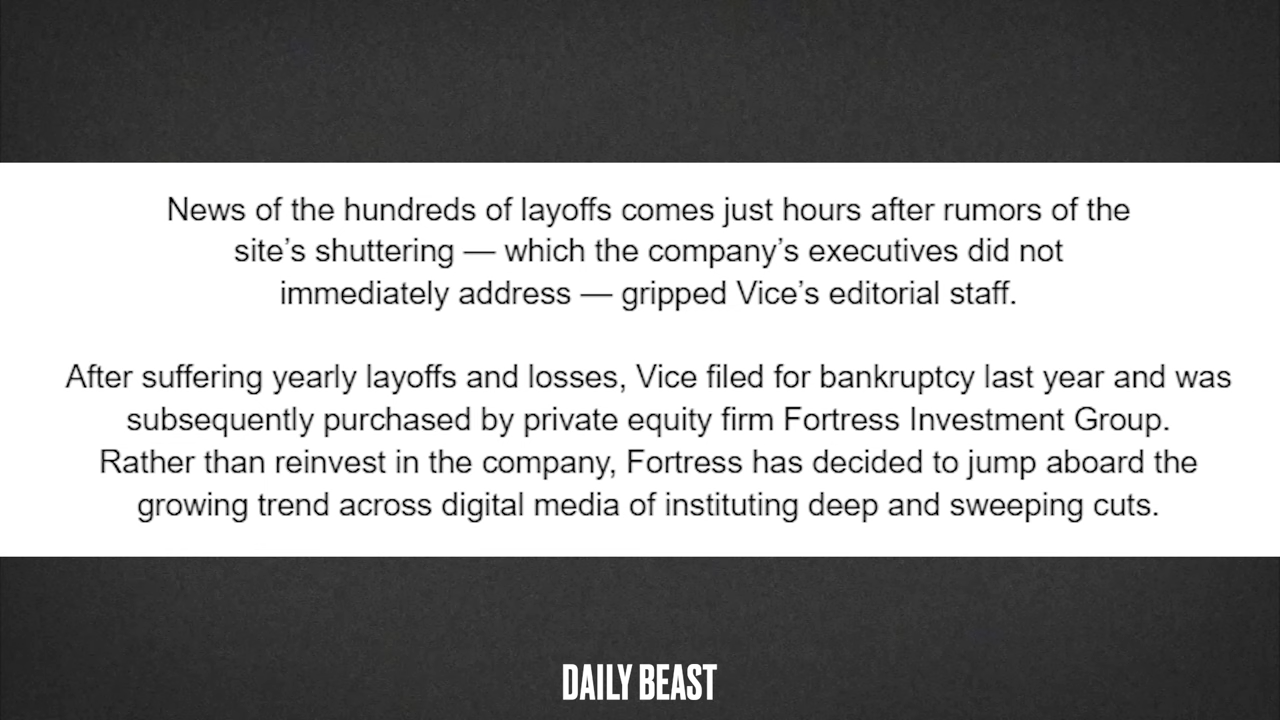 News of the hundreds of layoffs comes just hours after rumors of the
site’s shuttering — which the company’s executives did not
immediately address — gripped Vice’s editorial staff.
After suffering yearly layoffs and losses, Vice filed for bankruptcy last year and was
subsequently purchased by private equity firm Fortress Investment Group.
Rather than reinvest in the company, Fortress has decided to jump aboard the
growing trend across digital media of instituting deep and sweeping cuts.
DAILY BEAST